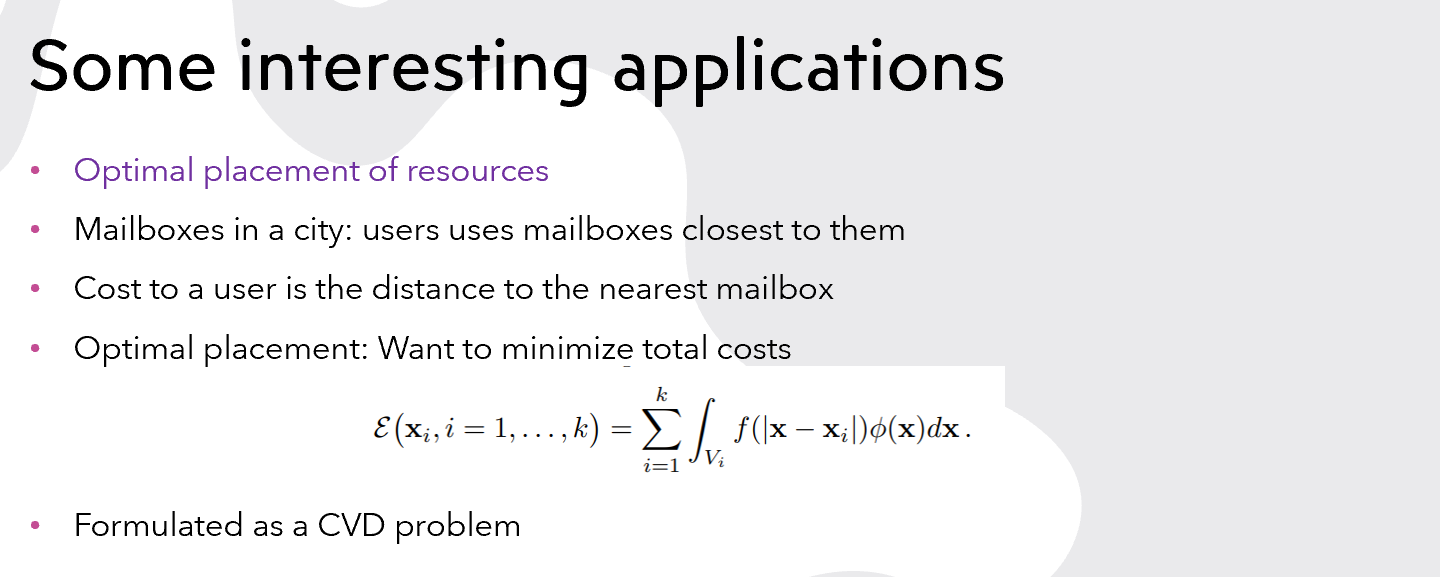 Some interesting applications
• Optimal placement of resources
• Mailboxes in a city: users uses mailboxes closest to them
• Cost to a user is the distance to the nearest mailbox
• Optimal placement: Want to minimize total costs
$\mathcal{E}(\mathbf{x}_i, i = 1, \ldots, k) = \sum_{i=1}^{k} \int_{V_i} f(|\mathbf{x} - \mathbf{x}_i|)\phi(\mathbf{x})d\mathbf{x}\,.$
• Formulated as a CVD problem